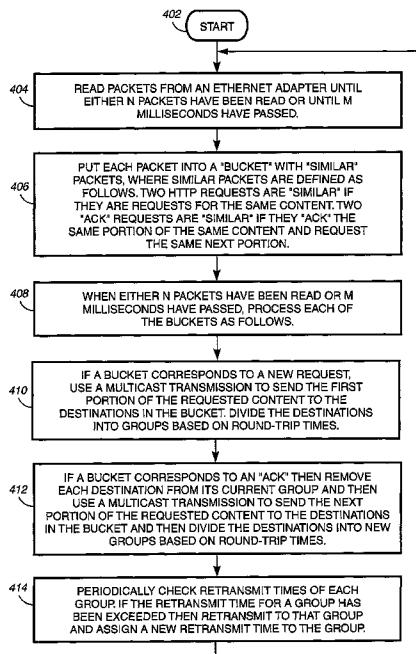 402
START
404
READ PACKETS FROM AN ETHERNET ADAPTER UNTIL
EITHER N PACKETS HAVE BEEN READ OR UNTIL M
MILLISECONDS HAVE PASSED.
406
PUT EACH PACKET INTO A "BUCKET" WITH "SIMILAR"
PACKETS, WHERE SIMILAR PACKETS ARE DEFINED AS
FOLLOWS. TWO HTTP REQUESTS ARE "SIMILAR" IF
THEY ARE REQUESTS FOR THE SAME CONTENT. TWO
"ACK" REQUESTS ARE "SIMILAR" IF THEY "ACK" THE
SAME PORTION OF THE SAME CONTENT AND REQUEST
THE SAME NEXT PORTION.
408
WHEN EITHER N PACKETS HAVE BEEN READ OR M
MILLISECONDS HAVE PASSED, PROCESS EACH OF
OF THE BUCKETS AS FOLLOWS.
410
IF A BUCKET CORRESPONDS TO A NEW REQUEST,
USE A MULTICAST TRANSMISSION TO SEND THE FIRST
PORTION OF THE REQUESTED CONTENT TO THE
DESTINATIONS IN THE BUCKET. DIVIDE THE DESTINATIONS
INTO GROUPS BASED ON ROUND-TRIP TIMES.
412
IF A BUCKET CORRESPONDS TO AN "ACK" THEN REMOVE
EACH DESTINATION FROM ITS CURRENT GROUP AND THEN
USE A MULTICAST TRANSMISSION TO SEND THE NEXT
PORTION OF THE REQUESTED CONTENT TO THE DESTINATIONS
IN THE BUCKET AND THEN DIVIDE THE DESTINATIONS INTO NEW
GROUPS BASED ON ROUND-TRIP TIMES.
414
PERIODICALLY CHECK RETRANSMIT TIMES OF EACH
GROUP. IF THE RETRANSMIT TIME FOR A GROUP HAS
BEEN EXCEEDED THEN RETRANSMIT TO THAT GROUP
AND ASSIGN A NEW RETRANSMIT TIME TO THE GROUP.